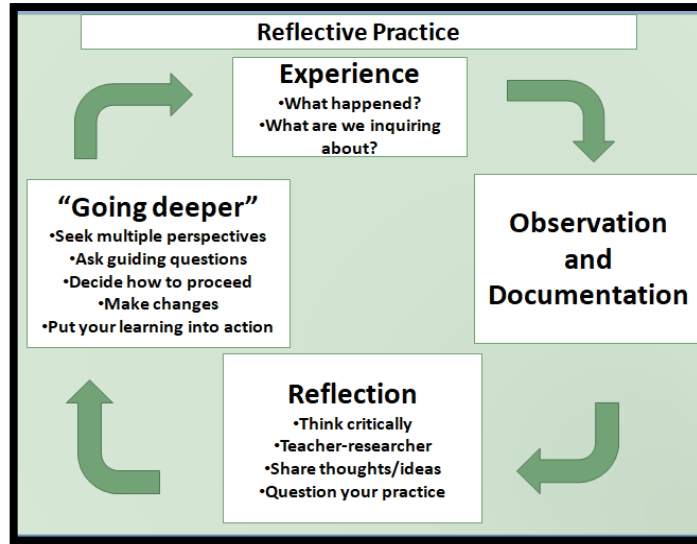 Reflective Practice
Experience
•What happened?
•What are we inquiring
about?
Observation
and
Documentation
Reflection
•Think critically
•Teacher-researcher
•Share thoughts/ideas
•Question your practice
“Going deeper”
•Seek multiple perspectives
•Ask guiding questions
•Decide how to proceed
•Make changes
•Put your learning into action